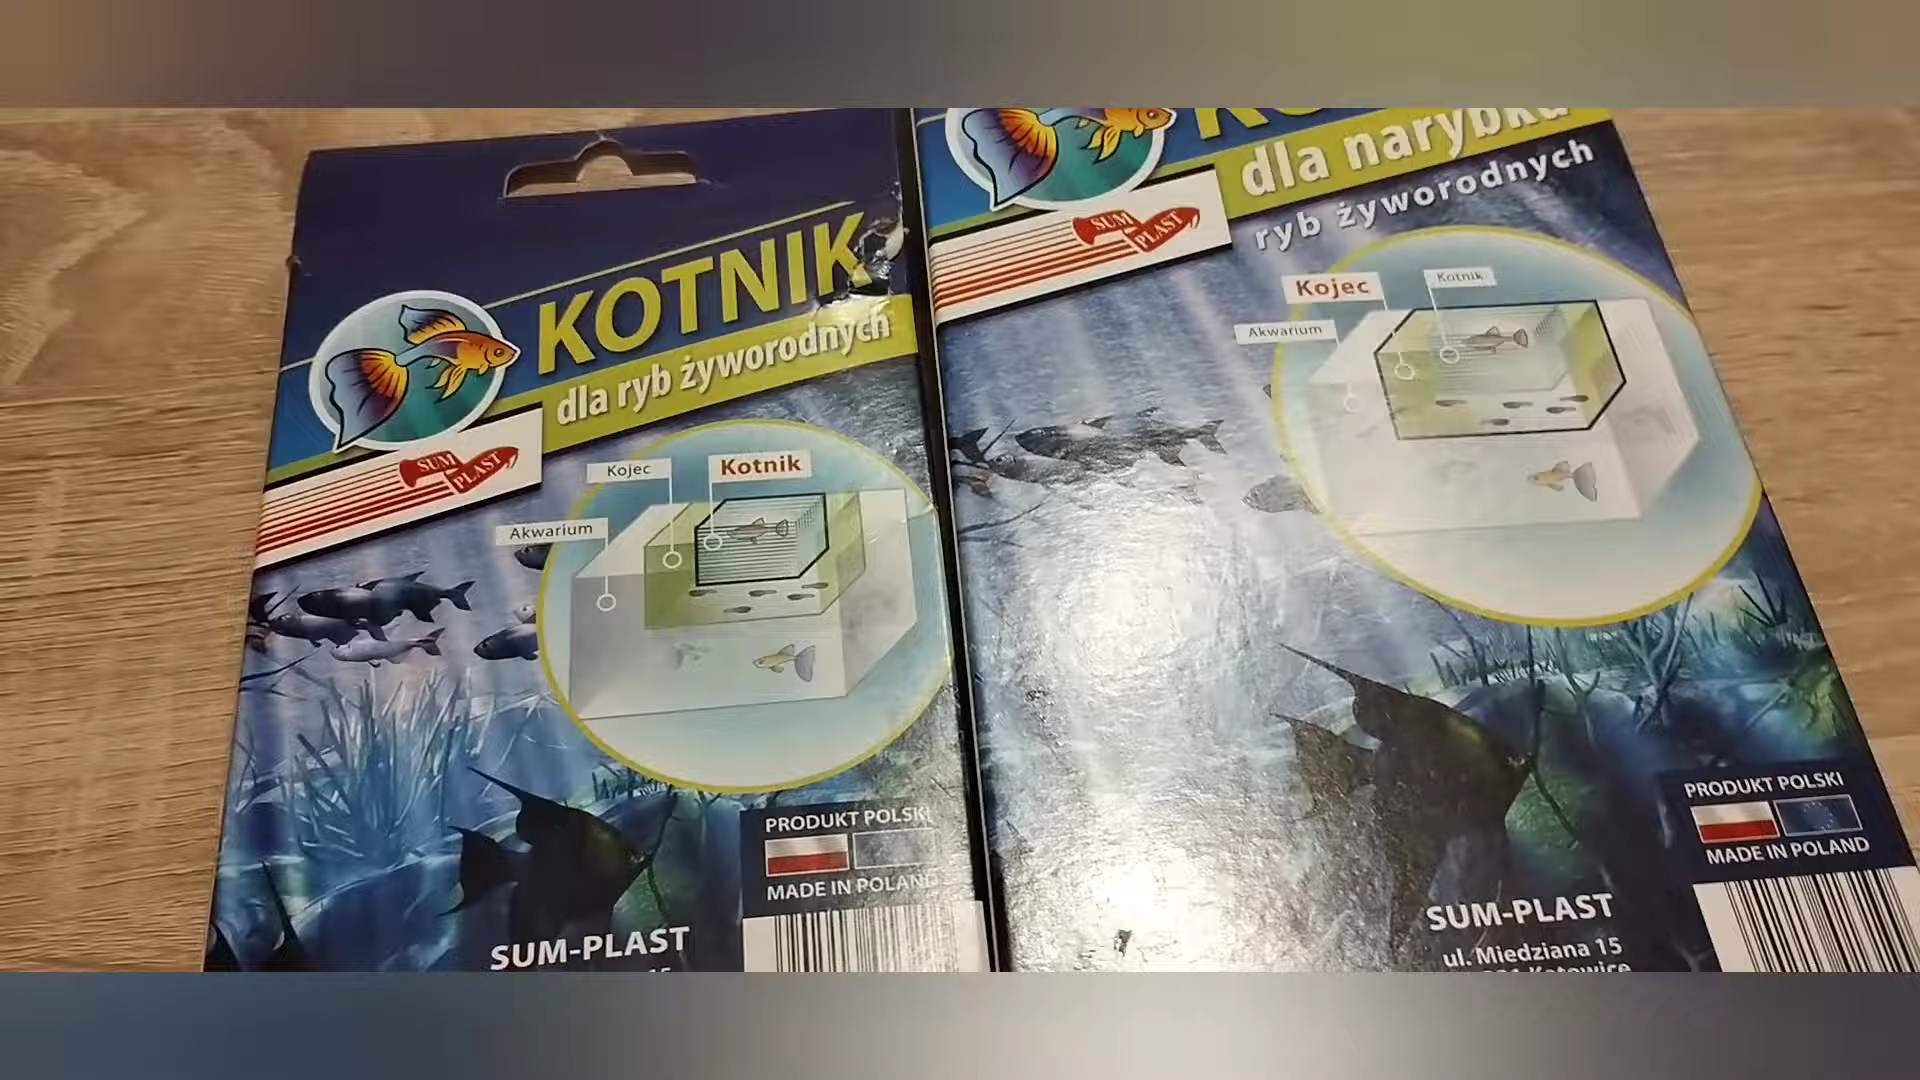 KOTNIK
dla ryb żyworodnych
SUM
PLAST
Kojec
Kotnik
Akwarium
PRODUKT POLSKI
MADE IN POLAND
SUM-PLAST
dla narybku
ryb żyworodnych
SUM
PLAST
Kojec
Kotnik
Akwarium
PRODUKT POLSKI
MADE IN POLAND
SUM-PLAST
ul. Miedziana 15
Katowice